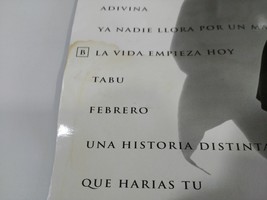 ADIVINA
YA NADIE LLORA POR UN
B LA VIDA EMPIEZA HOY
TABU
FEBRERO
UNA HISTORIA DISTINTA
QUE HARIAS TU